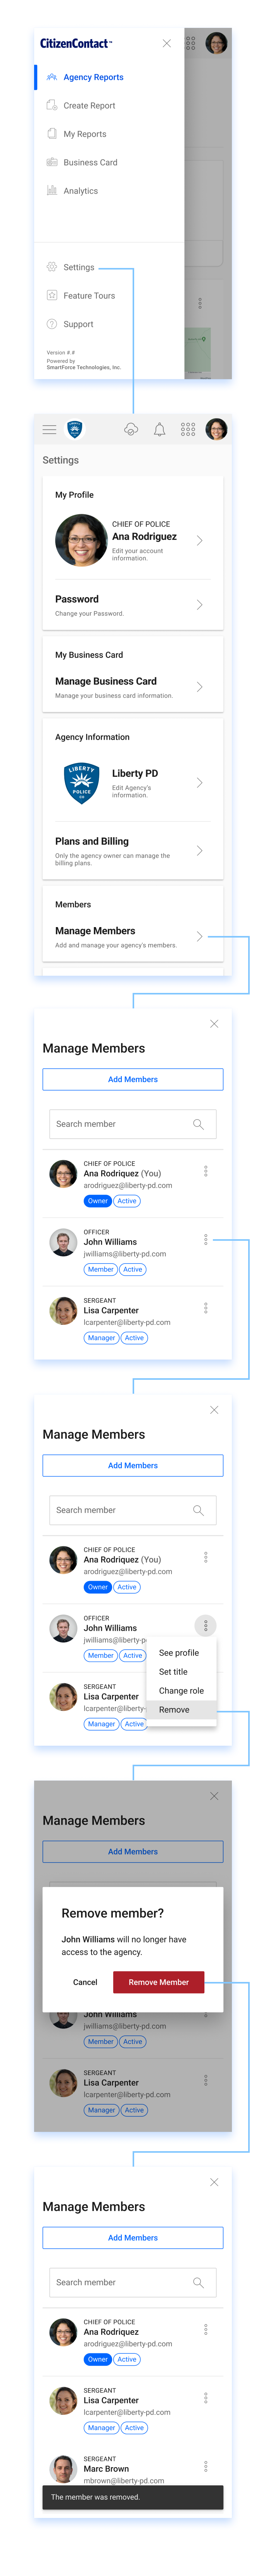 CitizenContact™
Agency Reports
Create Report
My Reports
Business Card
Analytics
Settings
Feature Tours
Support
Version #.#
Powered by
SmartForce Technologies, Inc.
Settings
My Profile
CHIEF OF POLICE
Ana Rodriguez
Edit your account
information.
Password
Change your Password.
My Business Card
Manage Business Card
Manage your business card information.
Agency Information
LIBERTY
POLICE
Liberty PD
Edit Agency's
information.
Plans and Billing
Only the agency owner can manage the
billing plans.
Members
Manage Members
Add and manage your agency's members.
Manage Members
Add Members
Search member
CHIEF OF POLICE
Ana Rodriquez (You)
arodriguez@liberty-pd.com
Owner Active
OFFICER
John Williams
jwilliams@liberty-pd.com
Member Active
SERGEANT
Lisa Carpenter
lcarpenter@liberty-pd.com
Manager Active
Manage Members
Add Members
Search member
CHIEF OF POLICE
Ana Rodriquez (You)
arodriguez@liberty-pd.com
Owner Active
OFFICER
John Williams
jwilliams@liberty-p
Member Active
SERGEANT
Lisa Carpenter
lcarpenter@liberty-
Manager Active
See profile
Set title
Change role
Remove
Manage Members
Add Members
Remove member?
John Williams will no longer have
access to the agency.
Cancel Remove Member
John Williams
jwilliams@liberty-pd.com
Member Active
SERGEANT
Lisa Carpenter
lcarpenter@liberty-pd.com
Manager Active
Manage Members
Add Members
Search member
CHIEF OF POLICE
Ana Rodriquez
arodriguez@liberty-pd.com
Owner Active
SERGEANT
Lisa Carpenter
lcarpenter@liberty-pd.com
Manager Active
SERGEANT
Marc Brown
mbrown@liberty-pd.com
The member was removed.